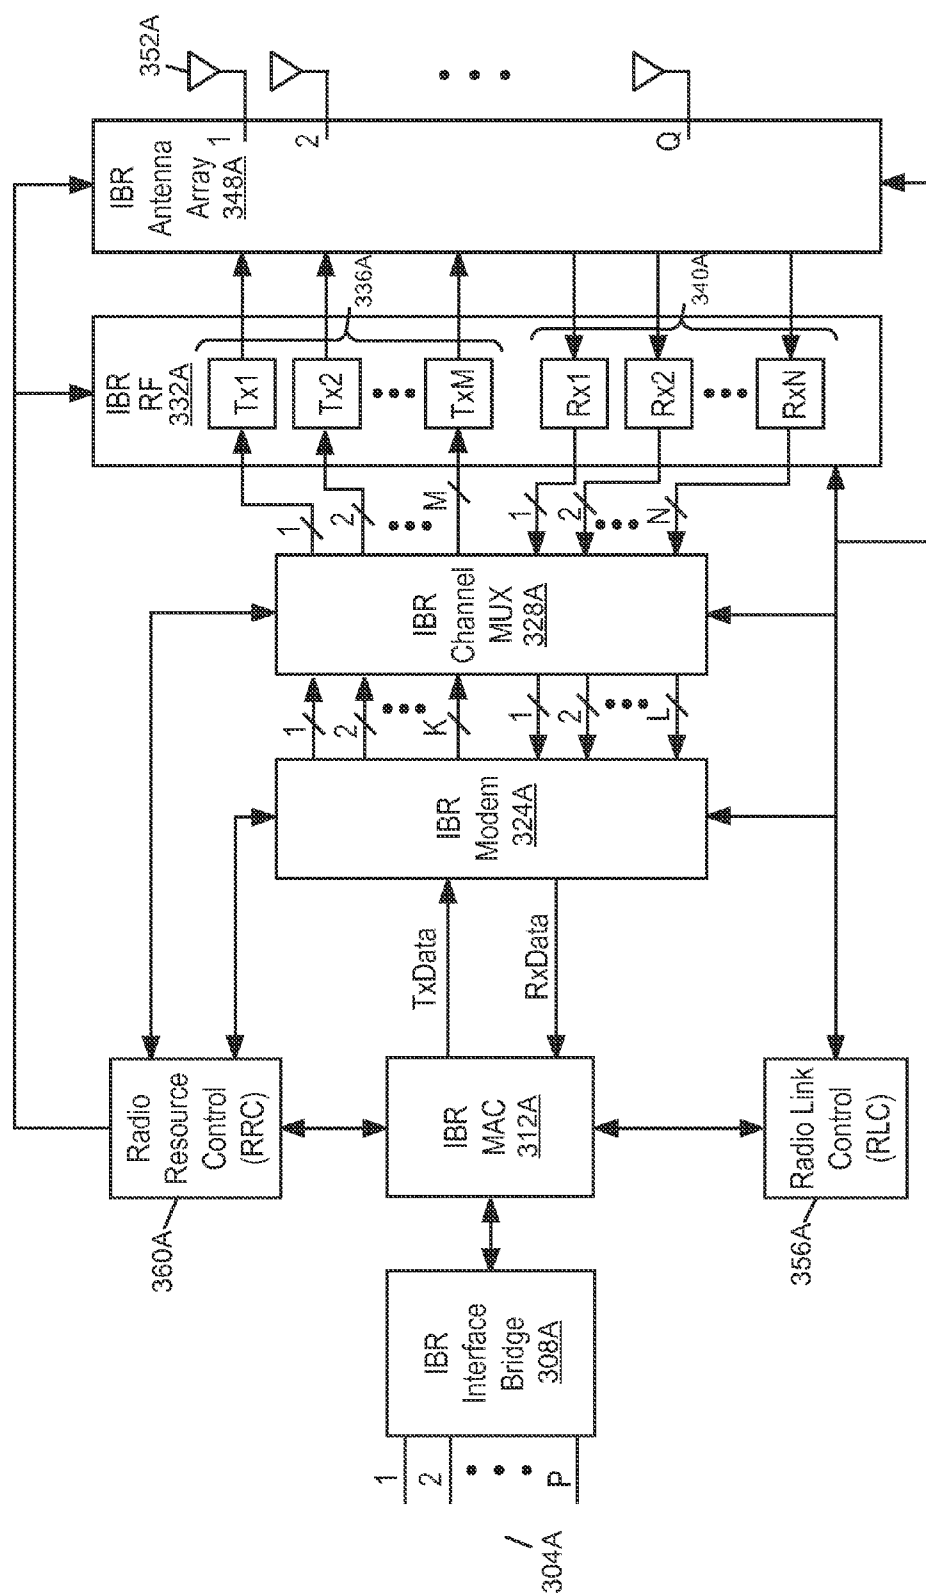 304A
1
2
P
IBR
Interface
Bridge
308A
360A
Radio
Resource
Control
(RRC)
IBR
MAC
312A
356A
Radio Link
Control
(RLC)
TxData
RxData
IBR
Modem
324A
1
2
K
1
2
L
IBR
Channel
MUX
328A
1
2
M
1
2
N
IBR
RF
332A
Tx1
Tx2
TxM
336A
Rx1
Rx2
RxN
340A
IBR
Antenna
Array
348A
1
2
Q
352A